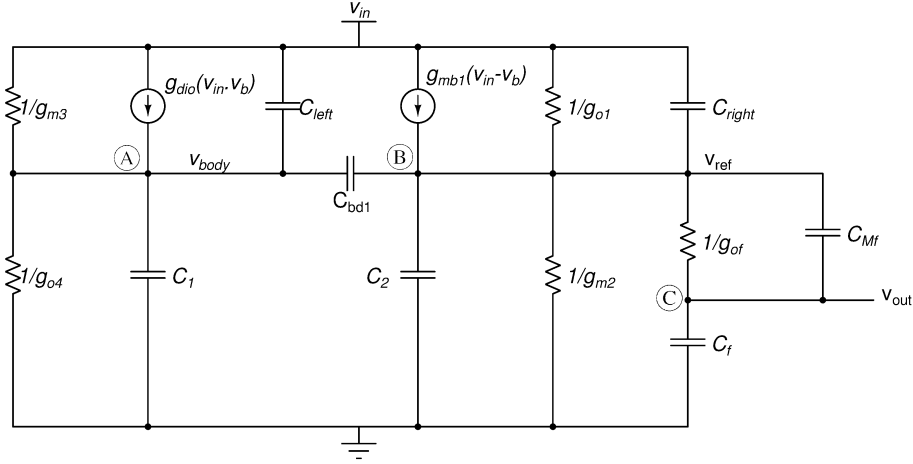 v_in
g_dio(v_in.v_b)
g_mb1(v_in-v_b)
1/g_m3
C_left
1/g_o1
C_right
A
v_body
B
v_ref
C_bd1
1/g_of
C_Mf
1/g_o4
C_1
C_2
1/g_m2
C
v_out
C_f